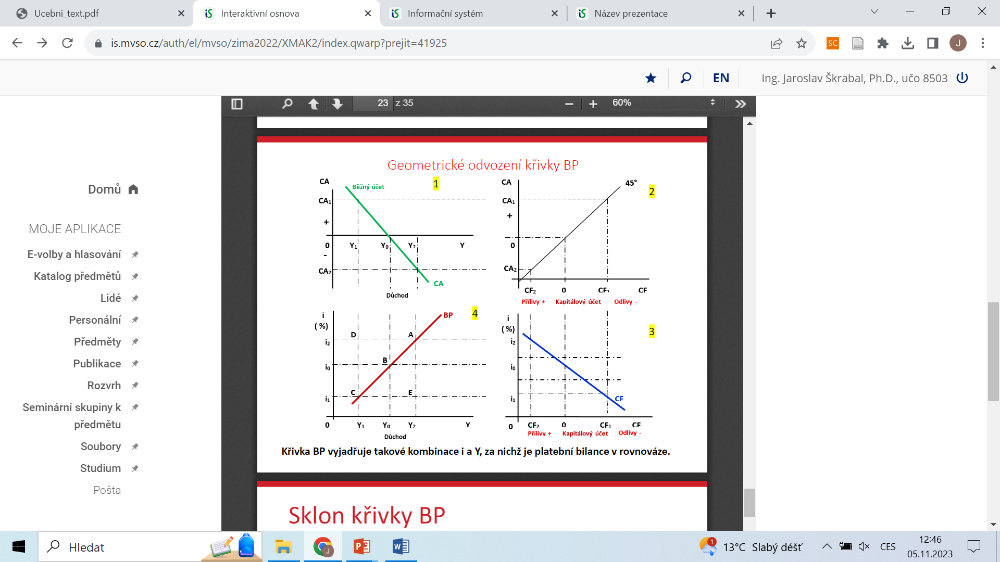 Ucebni_text.pdf
Interaktivní osnova
Informační systém
Název prezentace
is.mvso.cz/auth/el/mvso/zima2022/XMAK2/index.qwarp?prejit=41925
SC
J
EN
Ing. Jaroslav Škrabal, Ph.D., učo 8503
23 z 35
60%
Domů
MOJE APLIKACE
E-volby a hlasování
Katalog předmětů
Lidé
Personální
Předměty
Publikace
Rozvrh
Seminární skupiny k
předmětu
Soubory
Studium
Pošta
Geometrické odvození křivky BP
CA
Běžný účet
1
CA1
+
0
Y1
Y0
Y2
Y
-
CA2
CA
Důchod
CA
45°
2
CA1
+
0
CA2
CF2
0
CF1
CF
Přílivy +
Kapitálový účet
Odlivy -
i
( %)
BP
4
D
A
i2
B
i0
C
E
i1
0
Y1
Y0
Y2
Y
Důchod
i
( %)
3
i2
i0
i1
CF
0
CF2
0
CF1
CF
Přílivy +
Kapitálový účet
Odlivy -
Křivka BP vyjadřuje takové kombinace i a Y, za nichž je platební bilance v rovnováze.
Sklon křivky BP
Hledat
J
1
13°C Slabý déšť
CES
12:46
05.11.2023